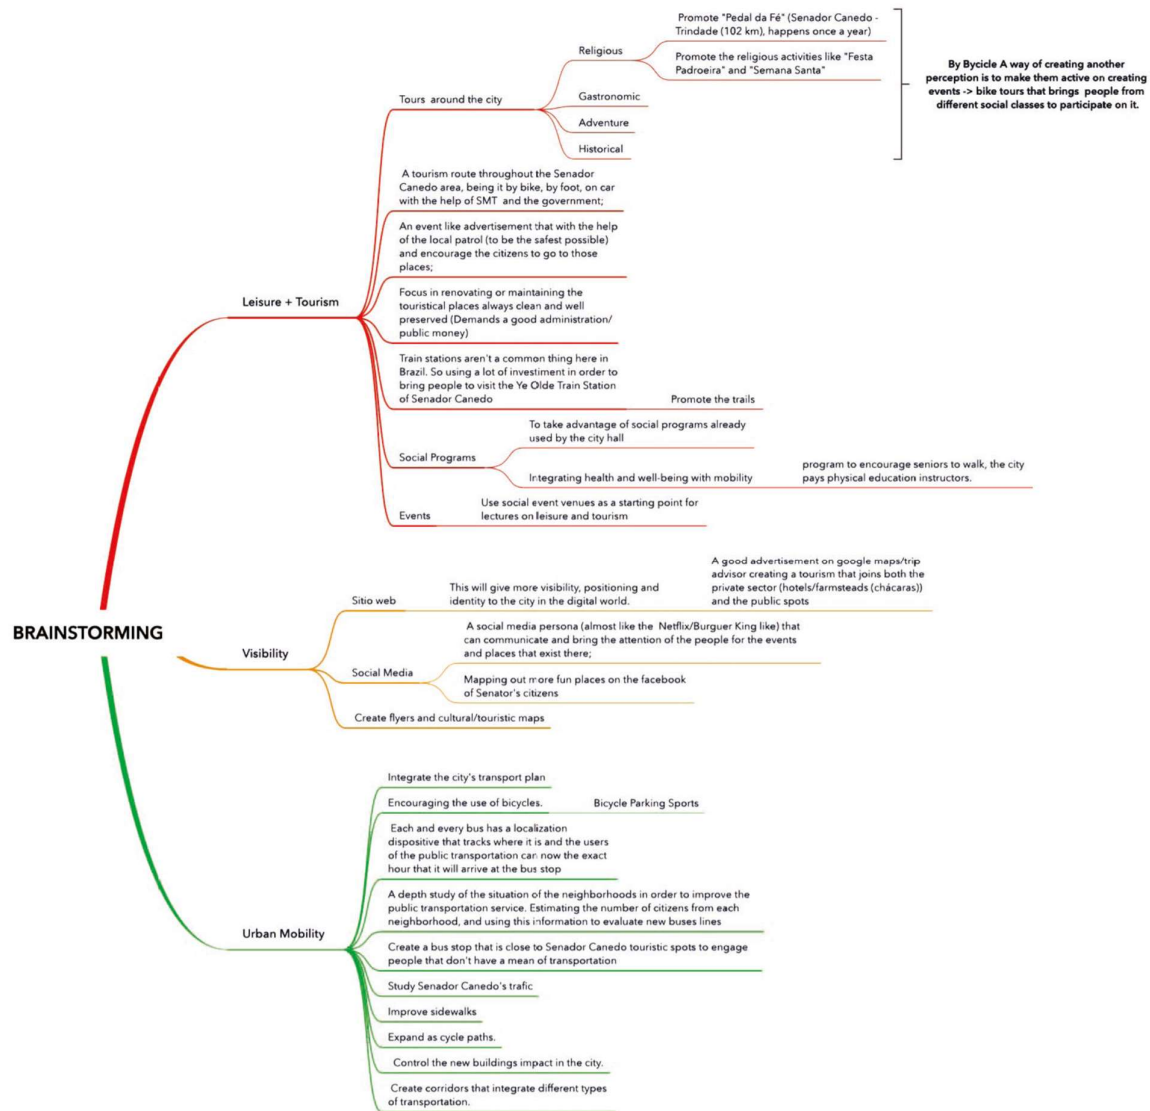 BRAINSTORMING
Leisure + Tourism
Tours around the city
Religious
Promote "Pedal da Fé" (Senador Canedo -
Trindade (102 km), happens once a year)
Promote the religious activities like "Festa
Padroeira" and "Semana Santa"
Gastronomic
Adventure
Historical
By Bycicle A way of creating another
perception is to make them active on creating
events -> bike tours that brings people from
different social classes to participate on it.
A tourism route throughout the Senador
Canedo area, being it by bike, by foot, on car
with the help of SMT and the government;
An event like advertisement that with the help
of the local patrol (to be the safest possible)
and encourage the citizens to go to those
places;
Focus in renovating or maintaining the
touristical places always clean and well
preserved (Demands a good administration/
public money)
Train stations aren't a common thing here in
Brazil. So using a lot of investiment in order to
bring people to visit the Ye Olde Train Station
of Senador Canedo
Promote the trails
Social Programs
To take advantage of social programs already
used by the city hall
Integrating health and well-being with mobility
program to encourage seniors to walk, the city
pays physical education instructors.
Events
Use social event venues as a starting point for
lectures on leisure and tourism
Visibility
Sitio web
This will give more visibility, positioning and
identity to the city in the digital world.
A good advertisement on google maps/trip
advisor creating a tourism that joins both the
private sector (hotels/farmsteads (chácaras))
and the public spots
Social Media
A social media persona (almost like the Netflix/Burguer King like) that
can communicate and bring the attention of the people for the events
and places that exist there;
Mapping out more fun places on the facebook
of Senator's citizens
Create flyers and cultural/touristic maps
Urban Mobility
Integrate the city's transport plan
Encouraging the use of bicycles.
Bicycle Parking Sports
Each and every bus has a localization
dispositive that tracks where it is and the users
of the public transportation can now the exact
hour that it will arrive at the bus stop
A depth study of the situation of the neighborhoods in order to improve the
public transportation service. Estimating the number of citizens from each
neighborhood, and using this information to evaluate new buses lines
Create a bus stop that is close to Senador Canedo touristic spots to engage
people that don't have a mean of transportation
Study Senador Canedo's trafic
Improve sidewalks
Expand as cycle paths.
Control the new buildings impact in the city.
Create corridors that integrate different types
of transportation.